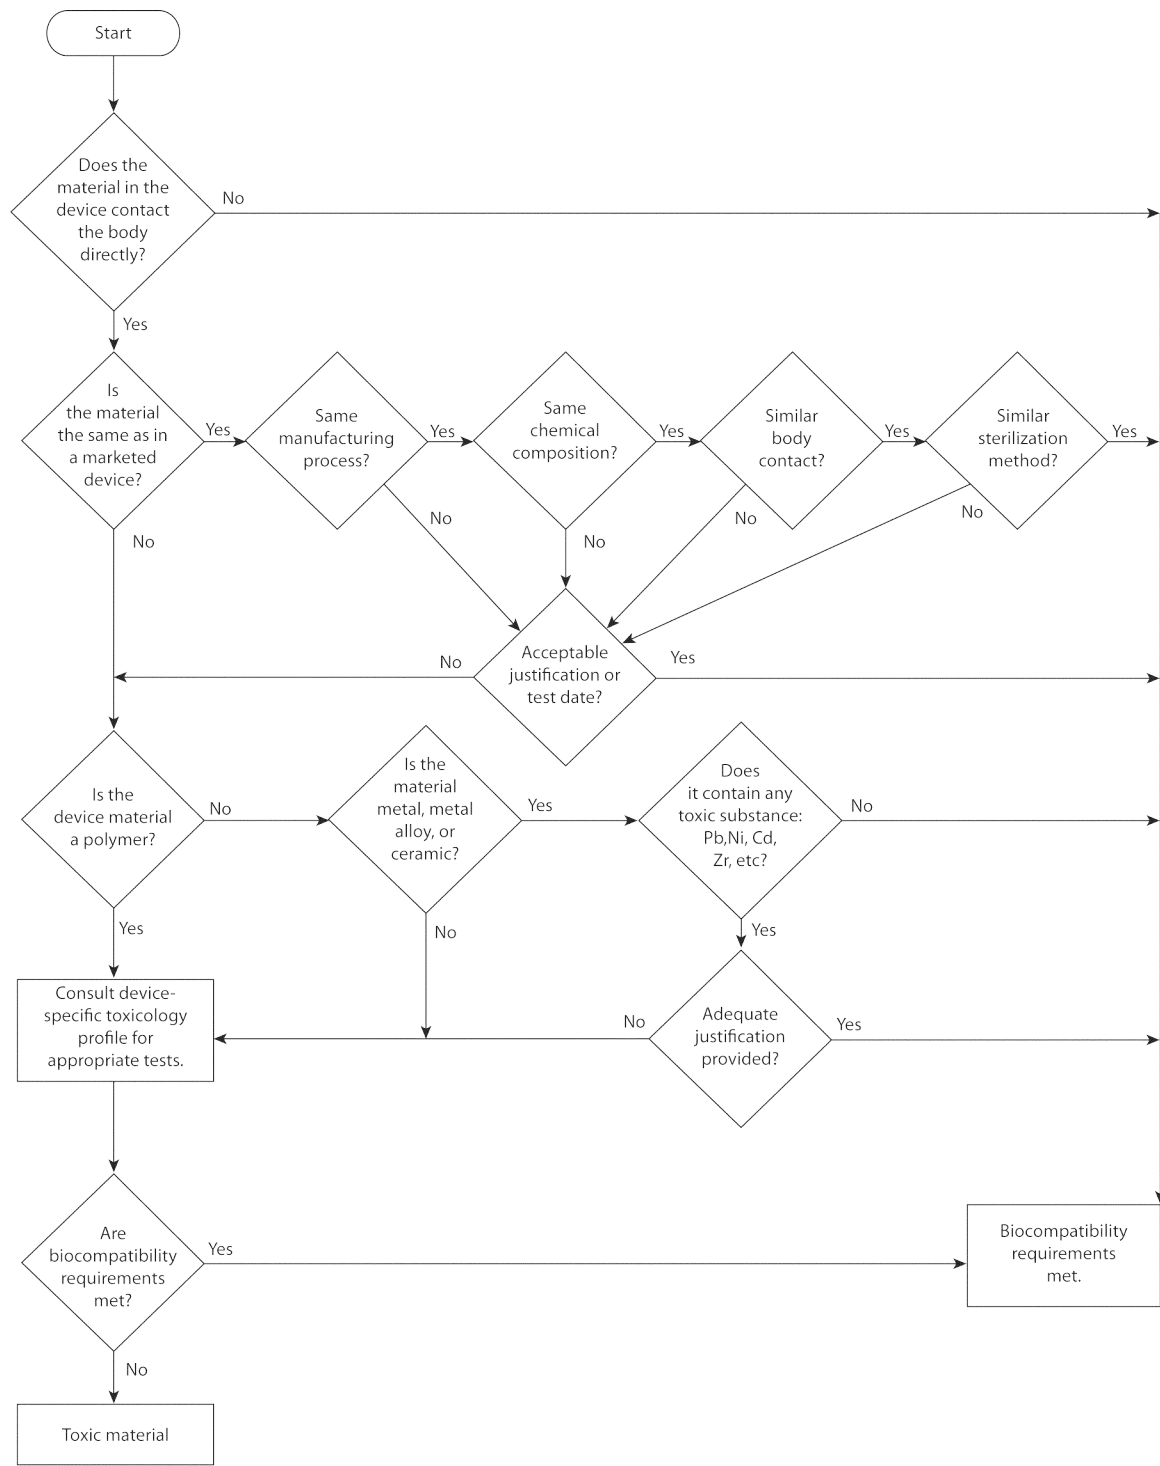 Start
Does the
material in the
device contact
the body
directly?
No
Yes
Is
the material
the same as in
a marketed
device?
Yes
Same
manufacturing
process?
Yes
Same
chemical
composition?
Yes
Similar
body
contact?
Yes
Similar
sterilization
method?
Yes
No
No
No
No
No
Acceptable
justification or
test date?
No
Yes
Is the
device material
a polymer?
No
Is the
material
metal, metal
alloy, or
ceramic?
Yes
Does
it contain any
toxic substance:
Pb,Ni, Cd,
Zr, etc?
No
Yes
No
Yes
Consult device-
specific toxicology
profile for
appropriate tests.
No
Adequate
justification
provided?
Yes
Are
biocompatibility
requirements
met?
Yes
Biocompatibility
requirements
met.
No
Toxic material